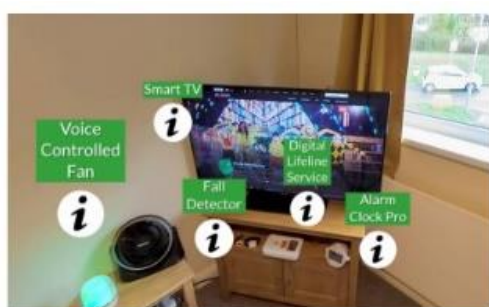 Smart TV
i
Voice
Controlled
Fan
i
Digital
Lifeline
Service
i
Fall
Detector
i
Alarm
Clock Pro
i